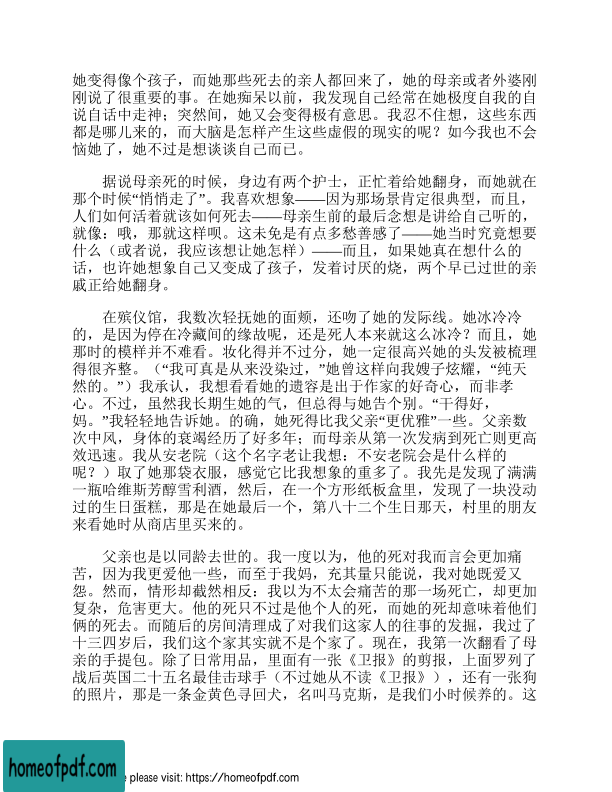 她变得像个孩子，而她那些死去的亲人都回来了，她的母亲或者外婆刚
刚说了很重要的事。在她痴呆以前，我发现自己经常在她极度自我的自
说自话中走神；突然间，她又会变得极有意思。我忍不住想，这些东西
都是哪儿来的，而大脑是怎样产生这些虚假的现实的呢？如今我也不会
恼她了，她不过是想谈谈自己而已。
据说母亲死的时候，身边有两个护士，正忙着给她翻身，而她就在
那个时候“悄悄走了”。我喜欢想象——因为那场景肯定很典型，而且，
人们如何活着就该如何死去——母亲生前的最后念想是讲给自己听的，
就像：哦，那就这样呗。这未免是有点多愁善感了——她当时究竟想要
什么（或者说，我应该想让她怎样）——而且，如果她真在想什么的
话，也许她想象自己又变成了孩子，发着讨厌的烧，两个早已过世的亲
戚正给她翻身。
在殡仪馆，我数次轻抚她的面颊，还吻了她的发际线。她冰冷冷
的，是因为停在冷藏间的缘故呢，还是死人本来就这么冰冷？而且，她
那时的模样并不难看。妆化得并不过分，她一定很高兴她的头发被梳理
得很齐整。（“我可真是从来没染过，”她曾这样向我嫂子炫耀，“纯天
然的。”）我承认，我想看看她的遗容是出于作家的好奇心，而非孝
心。不过，虽然我长期生她的气，但总得与她告个别。“干得好，
妈。”我轻轻地告诉她。的确，她死得比我父亲“更优雅”一些。父亲数
次中风，身体的衰竭经历了好多年；而母亲从第一次发病到死亡则更高
效迅速。我从安老院（这个名字老让我想：不安老院会是什么样的
呢？）取了她那袋衣服，感觉它比我想象的重多了。我先是发现了满满
一瓶哈维斯芳醇雪利酒，然后，在一个方形纸板盒里，发现了一块没动
过的生日蛋糕，那是在她最后一个，第八十二个生日那天，村里的朋友
来看她时从商店里买来的。
父亲也是以同龄去世的。我一度以为，他的死对我而言会更加痛
苦，因为我更爱他一些，而至于我妈，充其量只能说，我对她既爱又
怨。然而，情形却截然相反：我以为不太会痛苦的那一场死亡，却更加
复杂，危害更大。他的死只不过是他个人的死，而她的死却意味着他们
俩的死去。而随后的房间清理成了对我们这家人的往事的发掘，我过了
十三四岁后，我们这个家其实就不是个家了。现在，我第一次翻看了母
亲的手提包。除了日常用品，里面有一张《卫报》的剪报，上面罗列了
战后英国二十五名最佳击球手（不过她从不读《卫报》），还有一张狗
的照片，那是一条金黄色寻回犬，名叫马克斯，是我们小时候养的。这
homeofpdf.com
e please visit: https://homeofpdf.com